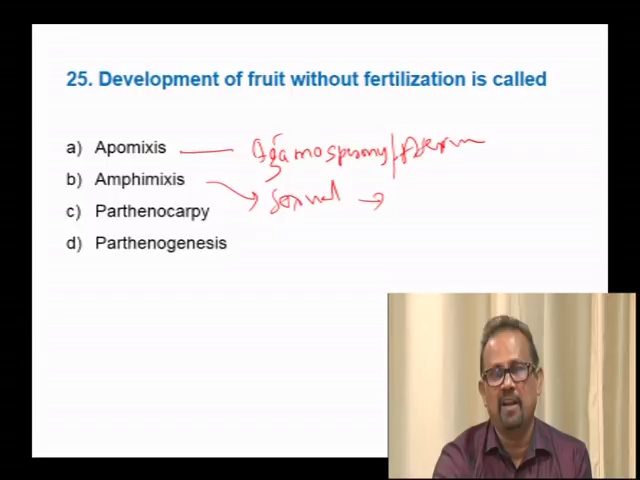 25. Development of fruit without fertilization is called
a) Apomixis — Agamospermy /
b) Amphimixis → Sexual →
c) Parthenocarpy
d) Parthenogenesis